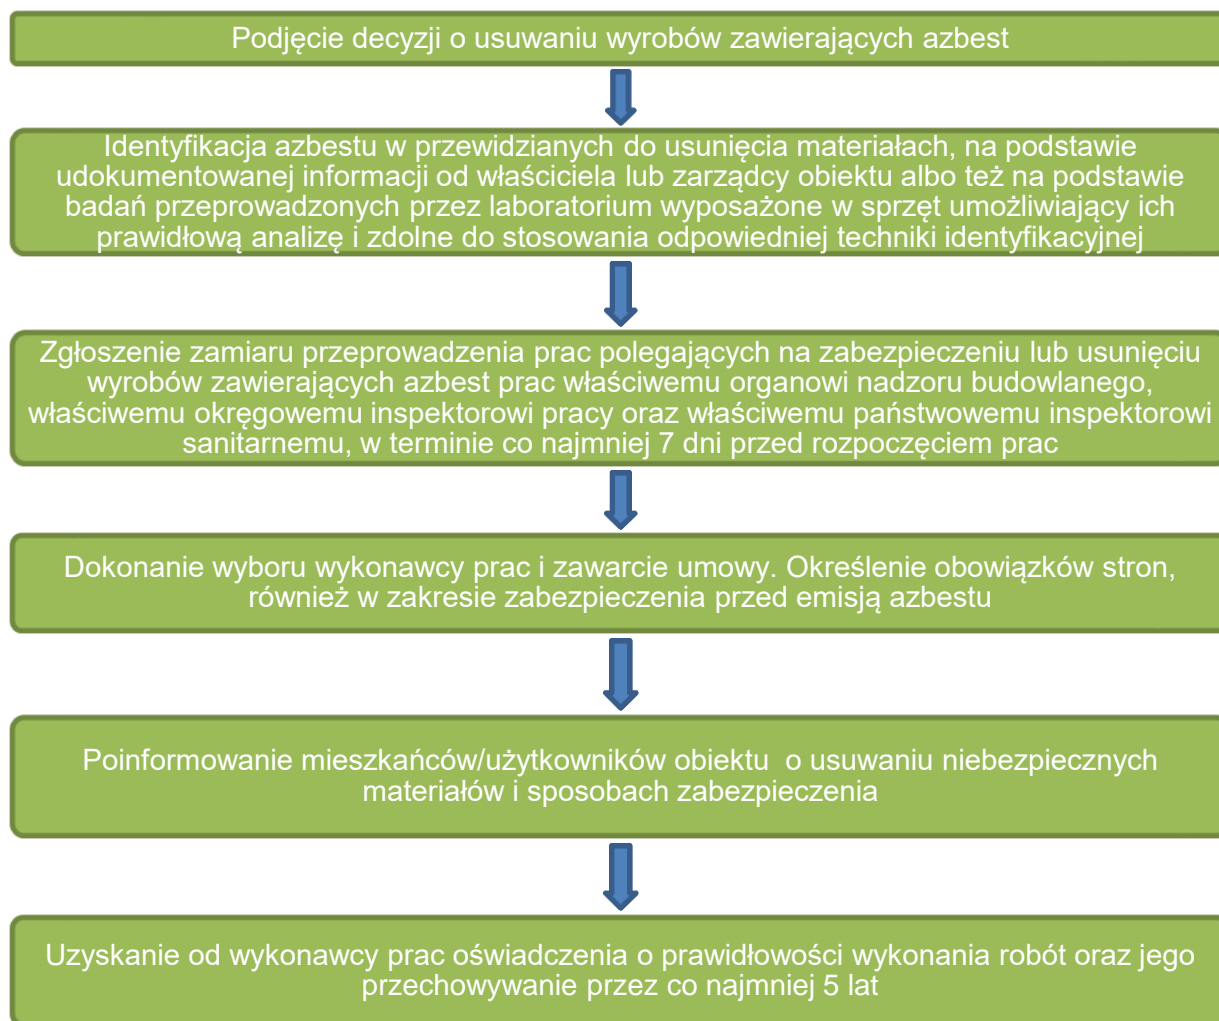 Podjęcie decyzji o usuwaniu wyrobów zawierających azbest
Identyfikacja azbestu w przewidzianych do usunięcia materiałach, na podstawie
udokumentowanej informacji od właściciela lub zarządcy obiektu albo też na podstawie
badań przeprowadzonych przez laboratorium wyposażone w sprzęt umożliwiający ich
prawidłową analizę i zdolne do stosowania odpowiedniej techniki identyfikacyjnej
Zgłoszenie zamiaru przeprowadzenia prac polegających na zabezpieczeniu lub usunięciu
wyrobów zawierających azbest prac właściwemu organowi nadzoru budowlanego,
właściwemu okręgowemu inspektorowi pracy oraz właściwemu państwowemu inspektorowi
sanitarnemu, w terminie co najmniej 7 dni przed rozpoczęciem prac
Dokonanie wyboru wykonawcy prac i zawarcie umowy. Określenie obowiązków stron,
również w zakresie zabezpieczenia przed emisją azbestu
Poinformowanie mieszkańców/użytkowników obiektu o usuwaniu niebezpiecznych
materiałów i sposobach zabezpieczenia
Uzyskanie od wykonawcy prac oświadczenia o prawidłowości wykonania robót oraz jego
przechowywanie przez co najmniej 5 lat